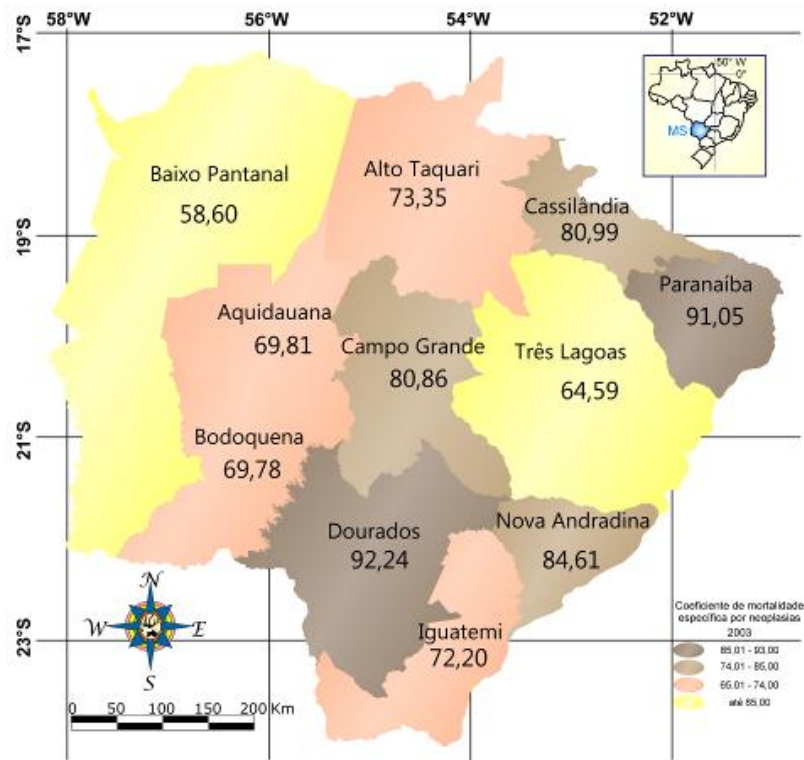 58°W
56°W
54°W
52°W
17°S
50° W
0°
MS
Baixo Pantanal
58,60
Alto Taquari
73,35
Cassilândia
80,99
19°S
Paranaíba
91,05
Aquidauana
69,81
Campo Grande
80,86
Três Lagoas
64,59
21°S
Bodoquena
69,78
Dourados
92,24
Nova Andradina
84,61
N
W
E
S
23°S
Iguatemi
72,20
Coeficiente de mortalidade
específica por neoplasias
2003
85,01 - 93,00
74,01 - 85,00
65,01 - 74,00
até 65,00
0 50 100 150 200 Km